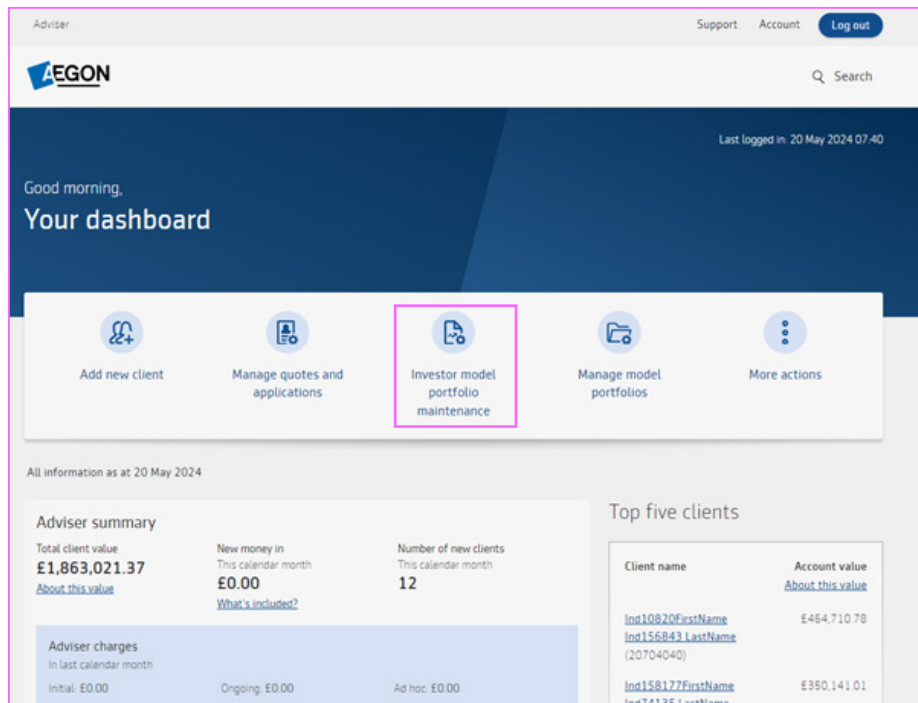 Adviser
Support Account Log out
AEGON
Search
Last logged in: 20 May 2024 07:40
Good morning,
Your dashboard
Add new client
Manage quotes and
applications
Investor model
portfolio
maintenance
Manage model
portfolios
More actions
All information as at 20 May 2024
Adviser summary
Total client value
£1,863,021.37
About this value
New money in
This calendar month
£0.00
What's included?
Number of new clients
This calendar month
12
Adviser charges
In last calendar month
Initial: £0.00 Ongoing: £0.00 Ad hoc: £0.00
Top five clients
Client name
Account value
About this value
Ind10820FirstName
Ind156843 LastName
(20704040)
£464,710.78
Ind158177FirstName
£350,141.01
Ind74135 LastName